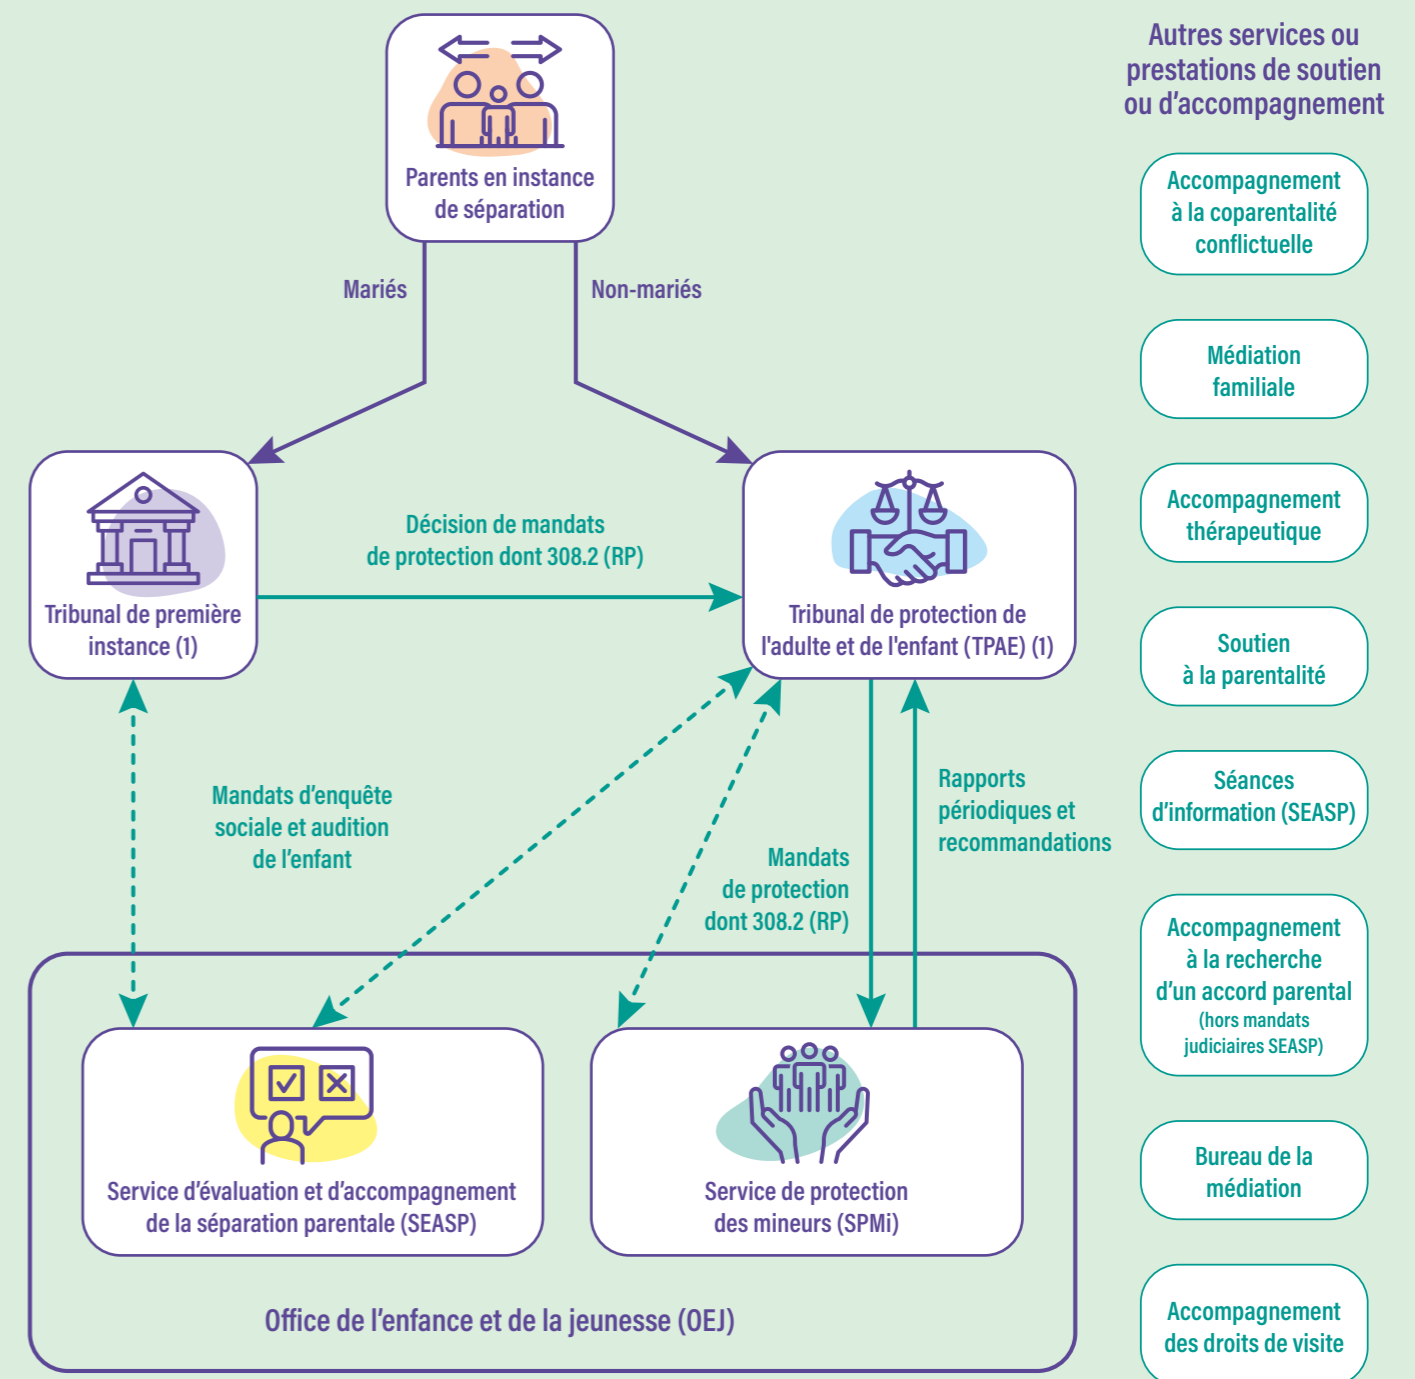 Parents en instance
de séparation
Mariés
Non-mariés
Tribunal de première
instance (1)
Décision de mandats
de protection dont 308.2 (RP)
Tribunal de protection de
l'adulte et de l'enfant (TPAE) (1)
Mandats d’enquête
sociale et audition
de l’enfant
Mandats
de protection
dont 308.2 (RP)
Rapports
périodiques et
recommandations
Service d’évaluation et d’accompagnement
de la séparation parentale (SEASP)
Service de protection
des mineurs (SPMi)
Office de l’enfance et de la jeunesse (OEJ)
Autres services ou
prestations de soutien
ou d’accompagnement
Accompagnement
à la coparentalité
conflictuelle
Médiation
familiale
Accompagnement
thérapeutique
Soutien
à la parentalité
Séances
d’information (SEASP)
Accompagnement
à la recherche
d’un accord parental
(hors mandats
judiciaires SEASP)
Bureau de la
médiation
Accompagnement
des droits de visite